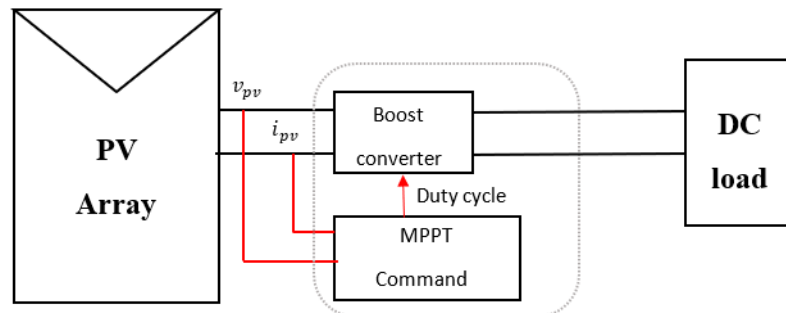 PV
Array
v_pv
i_pv
Boost
converter
Duty cycle
MPPT
Command
DC
load